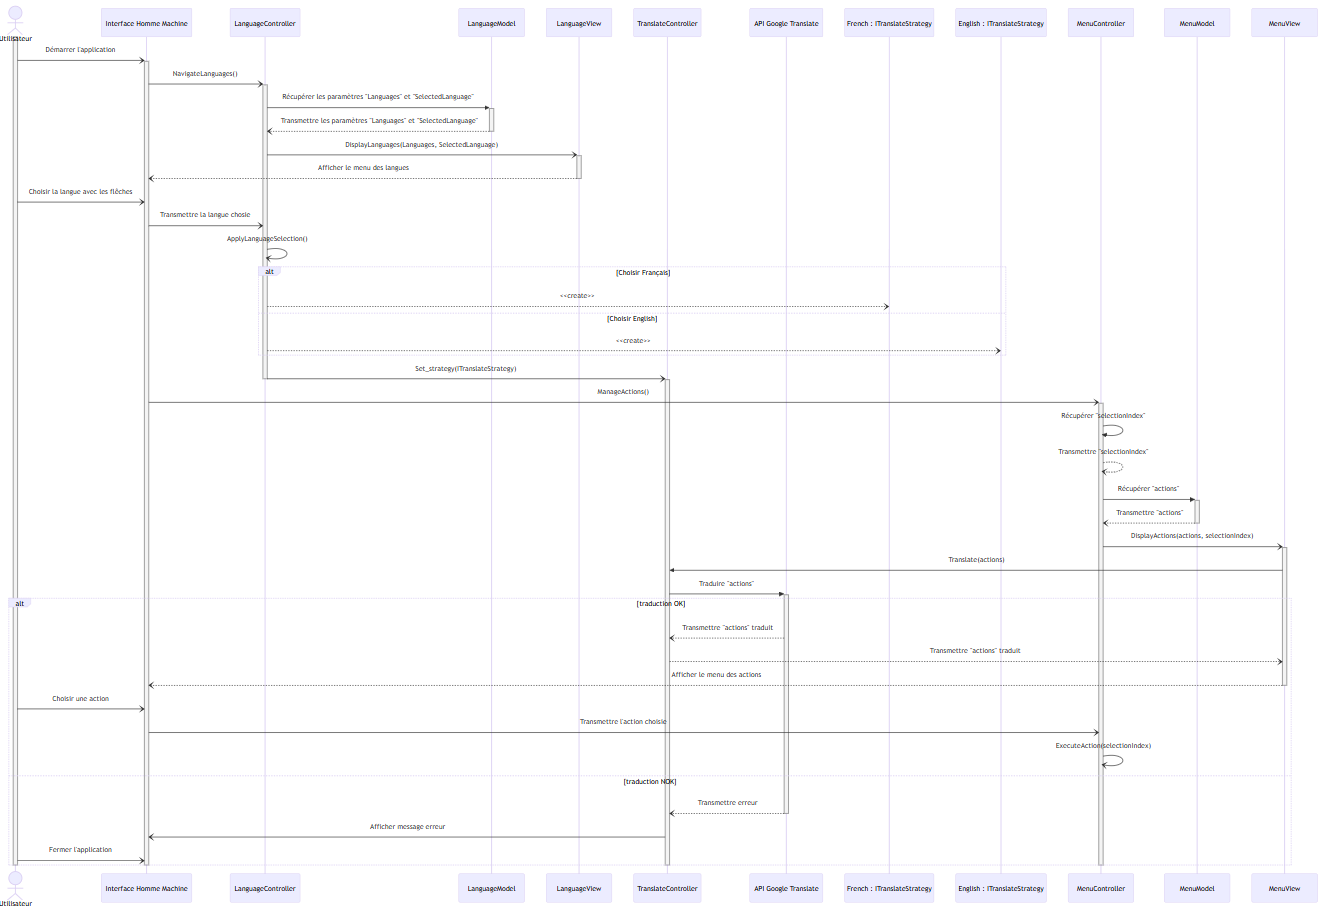 Utilisateur
Interface Homme Machine
LanguageController
LanguageModel
LanguageView
TranslateController
API Google Translate
French : ITranslateStrategy
English : ITranslateStrategy
MenuController
MenuModel
MenuView
Démarrer l'application
NavigateLanguages()
Récupérer les paramètres "Languages" et "SelectedLanguage"
Transmettre les paramètres "Languages" et "SelectedLanguage"
DisplayLanguages(Languages, SelectedLanguage)
Afficher le menu des langues
Choisir la langue avec les flêches
Transmettre la langue chosie
ApplyLanguageSelection()
alt
[Choisir Français]
<<create>>
[Choisir English]
<<create>>
Set_strategy(ITranslateStrategy)
ManageActions()
Récupérer "selectionIndex"
Transmettre "selectionIndex"
Récupérer "actions"
Transmettre "actions"
DisplayActions(actions, selectionIndex)
Translate(actions)
Traduire "actions"
alt
[traduction OK]
Transmettre "actions" traduit
Transmettre "actions" traduit
Afficher le menu des actions
Choisir une action
Transmettre l'action choisie
ExecuteAction(selectionIndex)
[traduction NOK]
Transmettre erreur
Afficher message erreur
Fermer l'application
Utilisateur
Interface Homme Machine
LanguageController
LanguageModel
LanguageView
TranslateController
API Google Translate
French : ITranslateStrategy
English : ITranslateStrategy
MenuController
MenuModel
MenuView